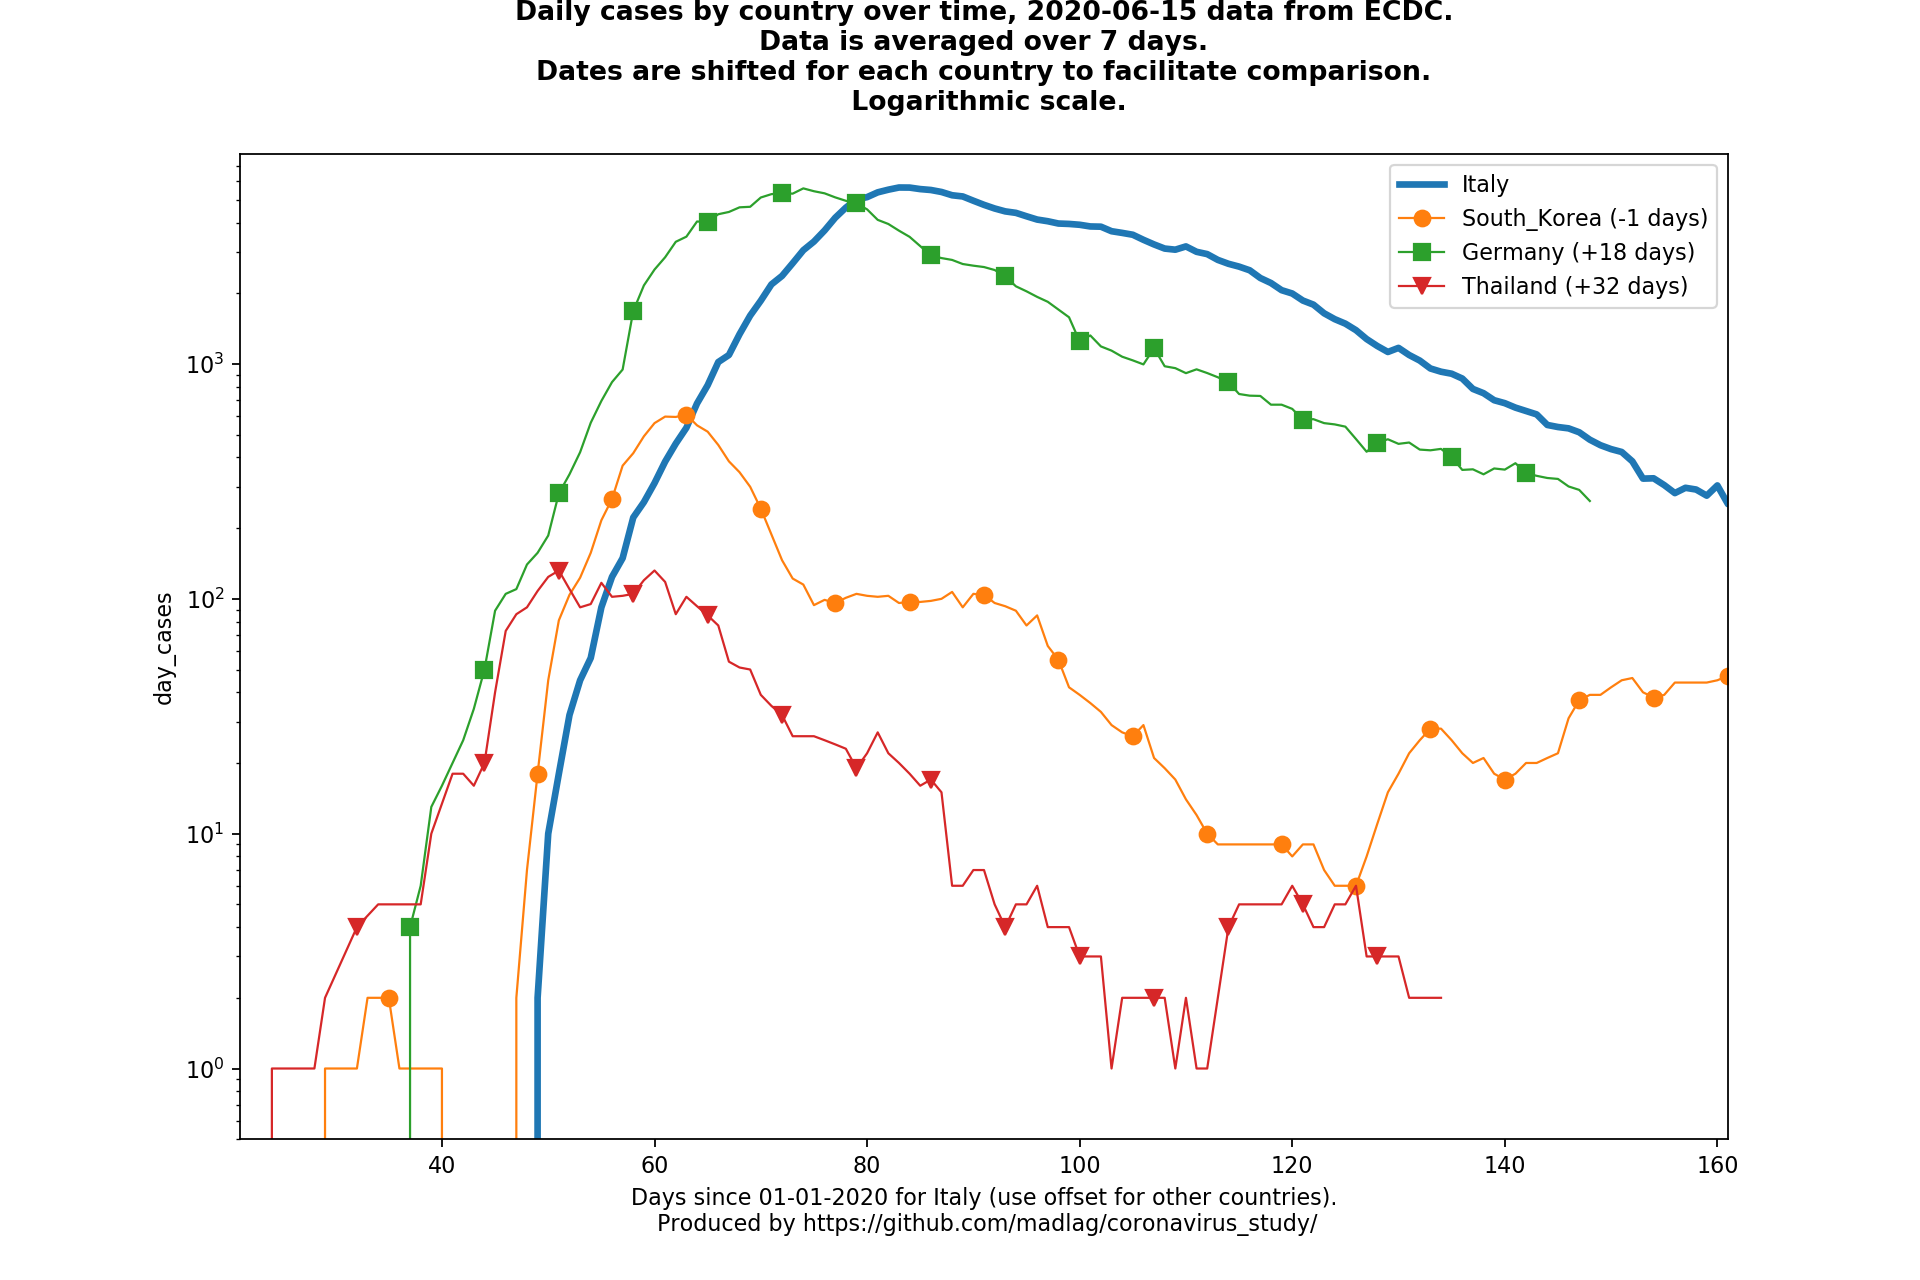 Daily cases by country over time, 2020-06-15 data from ECDC.
Data is averaged over 7 days.
Dates are shifted for each country to facilitate comparison.
Logarithmic scale.
Italy
South_Korea (-1 days)
Germany (+18 days)
Thailand (+32 days)
day_cases
10³
10²
10¹
10⁰
40 60 80 100 120 140 160
Days since 01-01-2020 for Italy (use offset for other countries).
Produced by https://github.com/madlag/coronavirus_study/